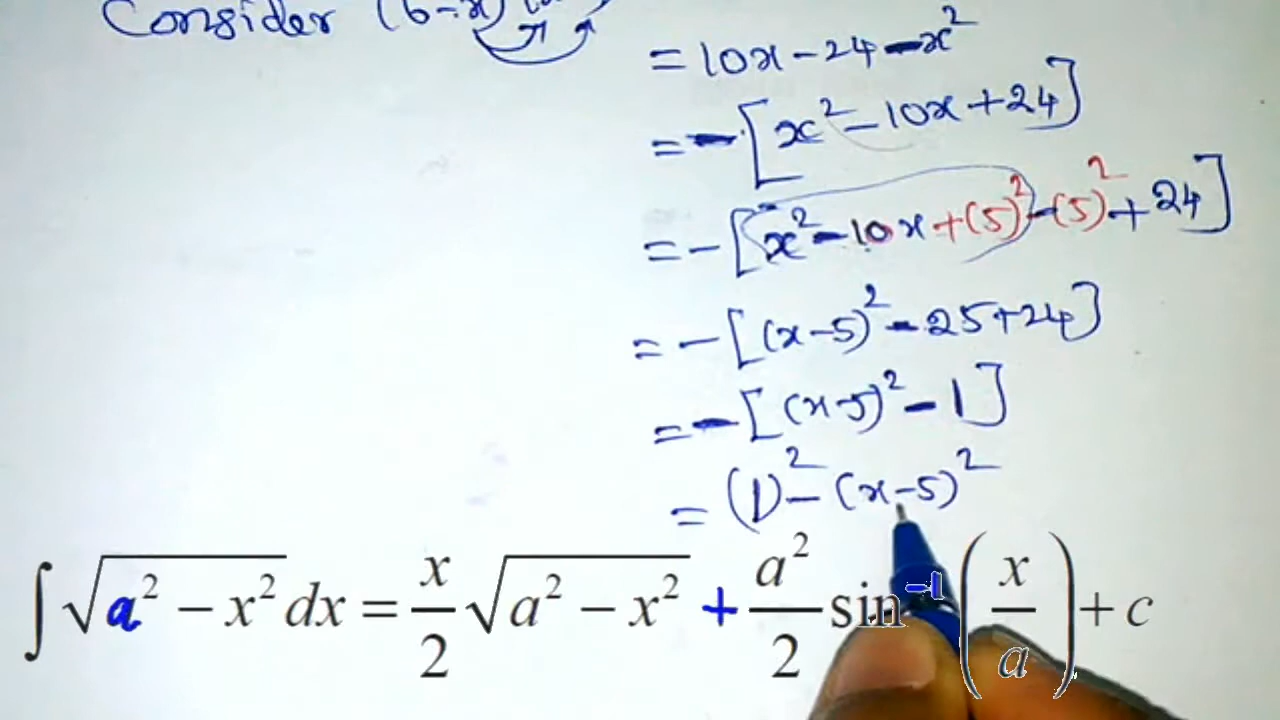 Consider (6-x)
= 10x - 24 - x²
= - [x² - 10x + 24]
= - [x² - 10x + (5)² - (5)² + 24]
= - [(x-5)² - 25 + 24]
= - [(x-5)² - 1]
= (1)² - (x-5)²
∫ √(a² - x²) dx = x/2 √(a² - x²) + a²/2 sin⁻¹ (x/a) + c